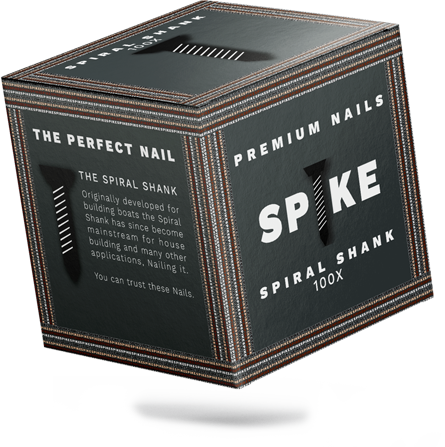 SPIRAL SHANK
100X
THE PERFECT NAIL
THE SPIRAL SHANK
Originally developed for
building boats the Spiral
Shank has since become
mainstream for house
building and many other
applications, Nailing it.
You can trust these Nails.
PREMIUM NAILS
SPIKE
SPIRAL SHANK
100X